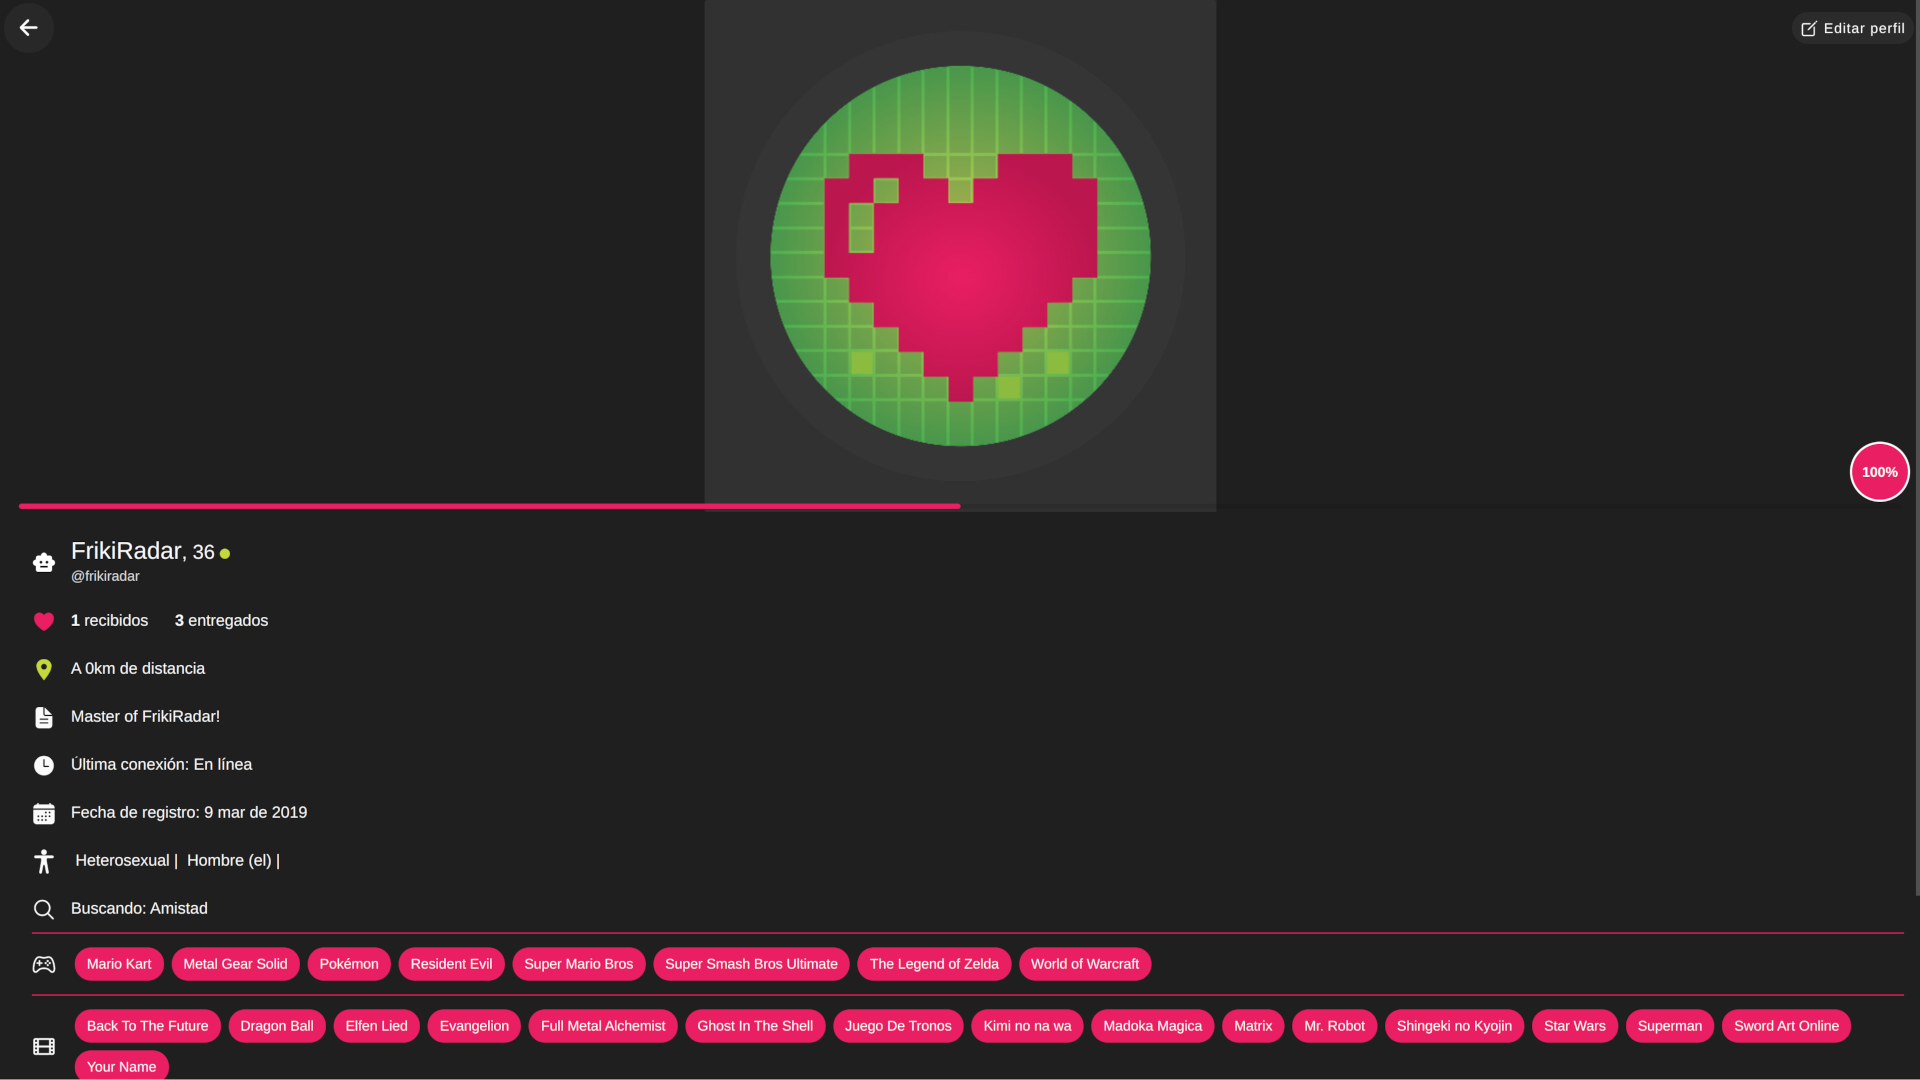 Editar perfil
100%
FrikiRadar, 36
@frikiradar
1 recibidos 3 entregados
A 0km de distancia
Master of FrikiRadar!
Última conexión: En línea
Fecha de registro: 9 mar de 2019
Heterosexual | Hombre (el) |
Buscando: Amistad
Mario Kart Metal Gear Solid Pokémon Resident Evil Super Mario Bros Super Smash Bros Ultimate The Legend of Zelda World of Warcraft
Back To The Future Dragon Ball Elfen Lied Evangelion Full Metal Alchemist Ghost In The Shell Juego De Tronos Kimi no na wa Madoka Magica Matrix Mr. Robot Shingeki no Kyojin Star Wars Superman Sword Art Online
Your Name